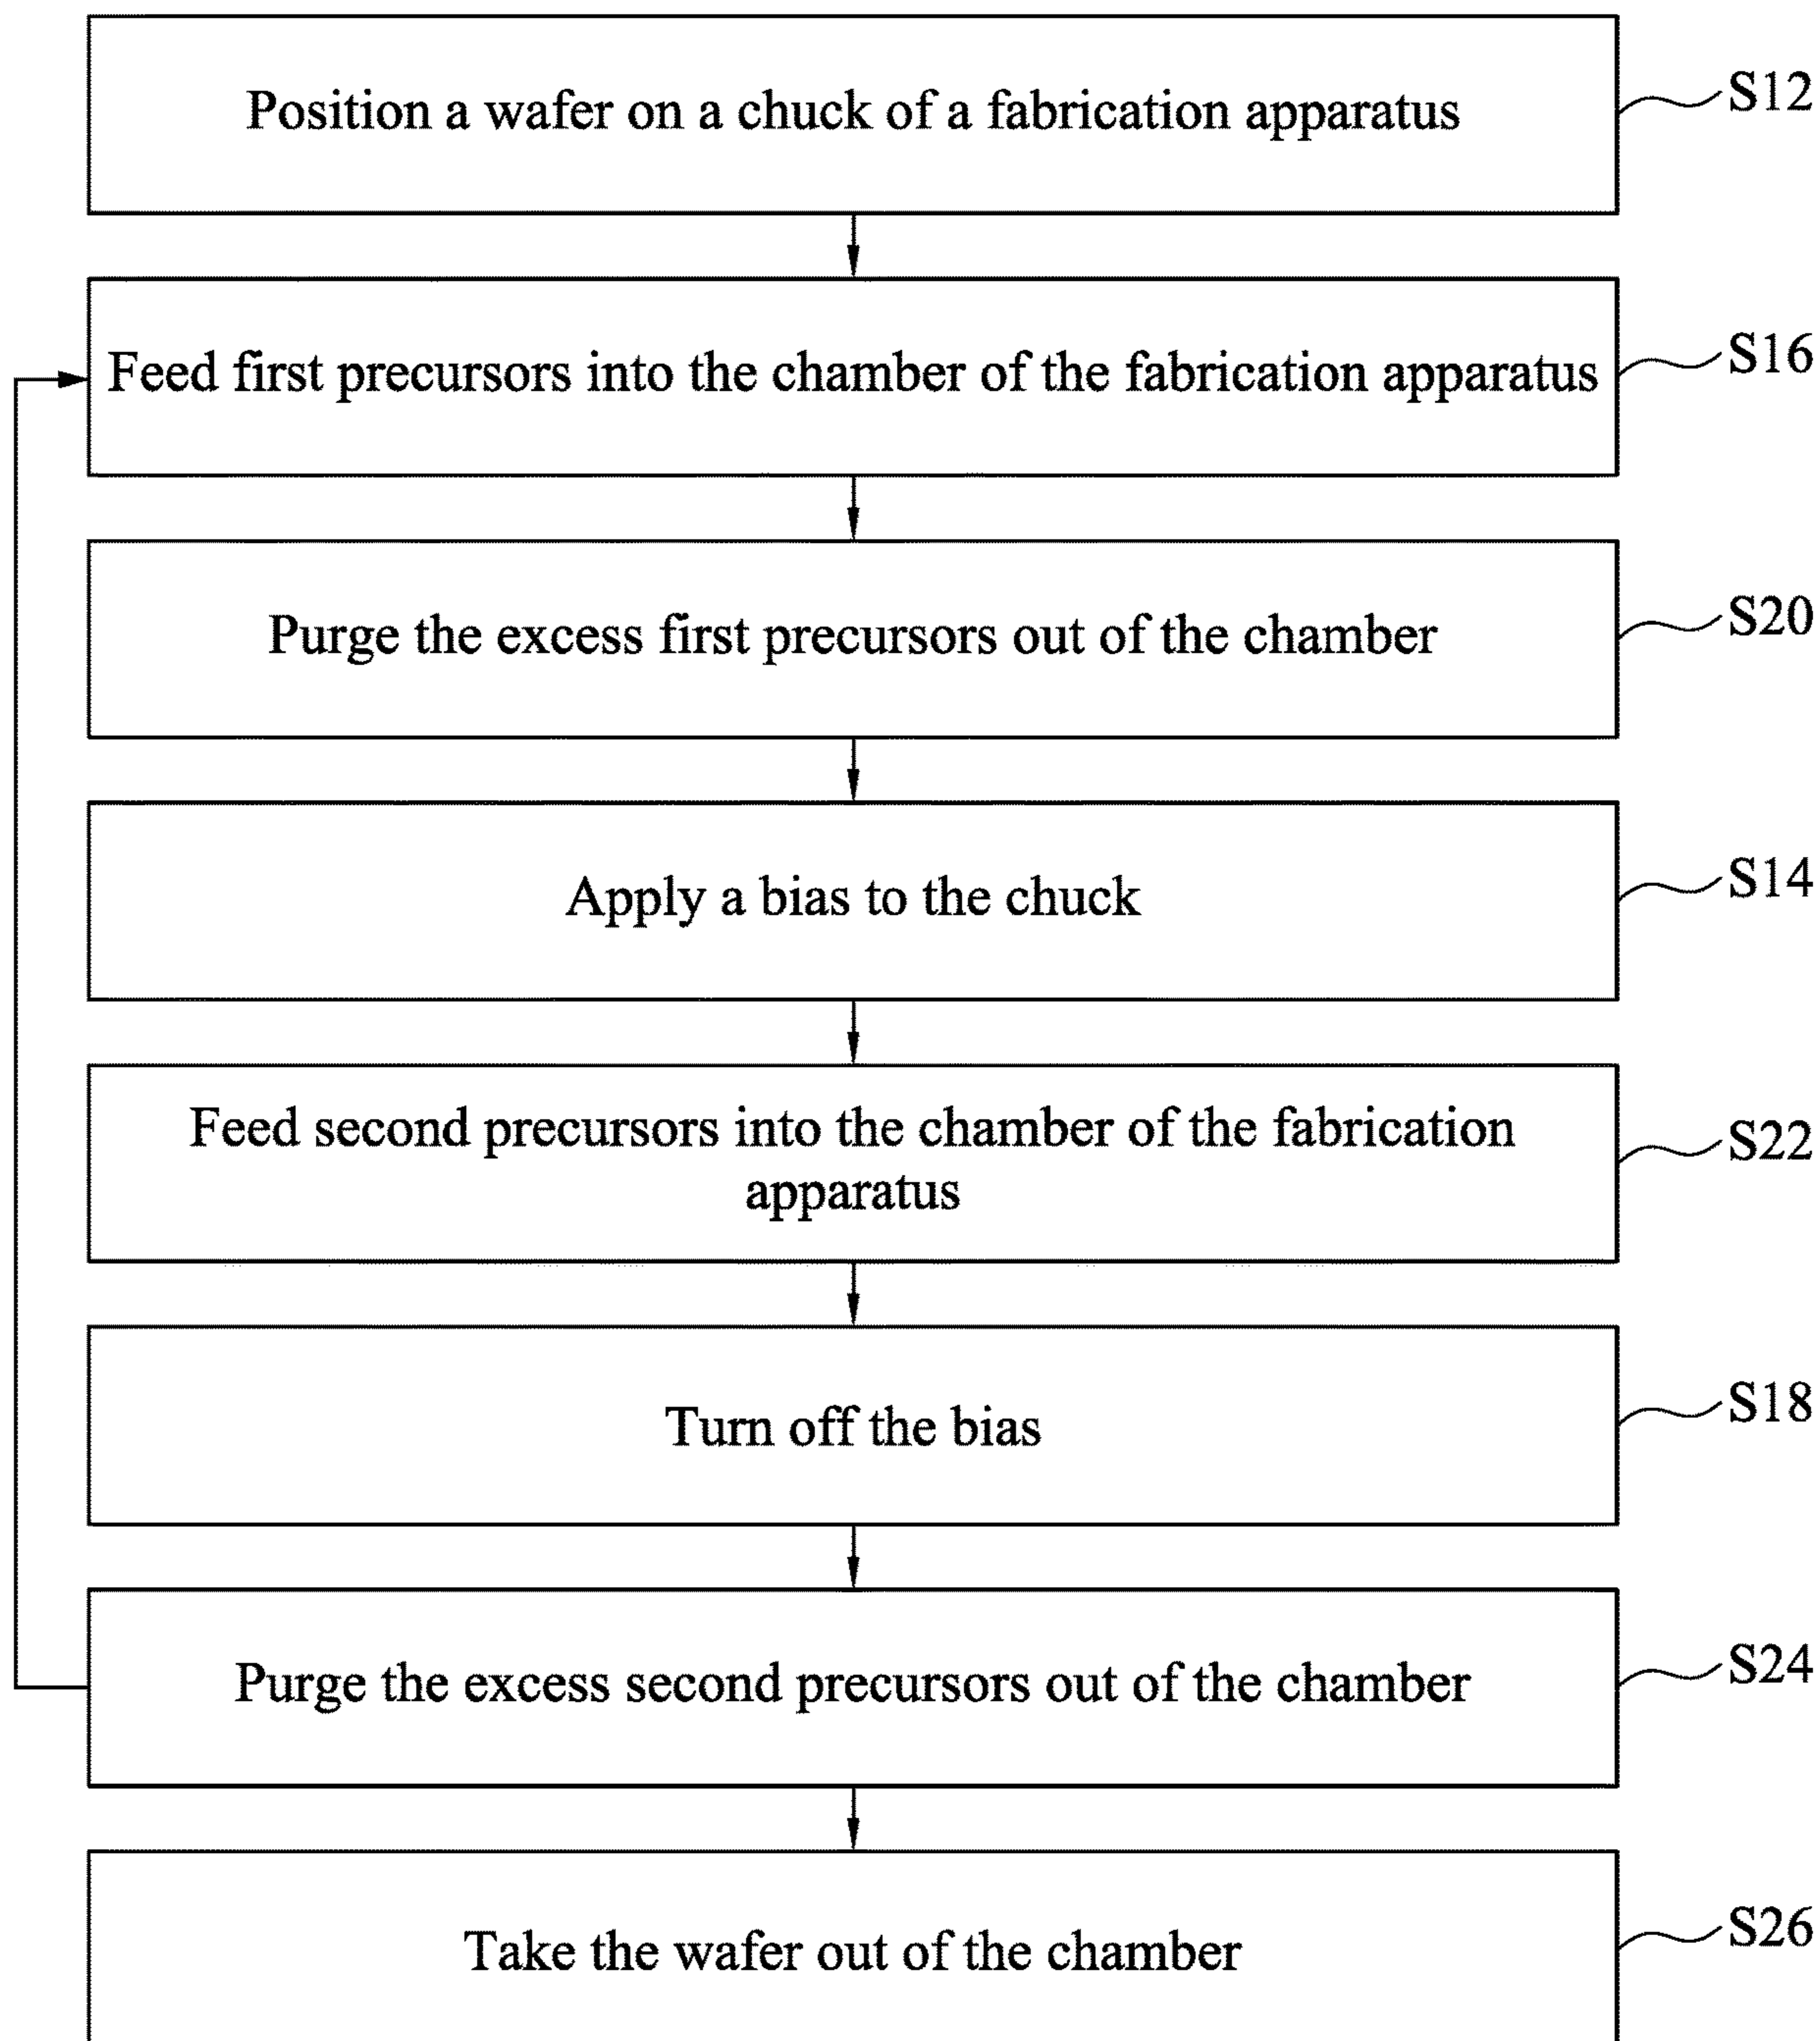 Position a wafer on a chuck of a fabrication apparatus
S12
Feed first precursors into the chamber of the fabrication apparatus
S16
Purge the excess first precursors out of the chamber
S20
Apply a bias to the chuck
S14
Feed second precursors into the chamber of the fabrication
apparatus
S22
Turn off the bias
S18
Purge the excess second precursors out of the chamber
S24
Take the wafer out of the chamber
S26